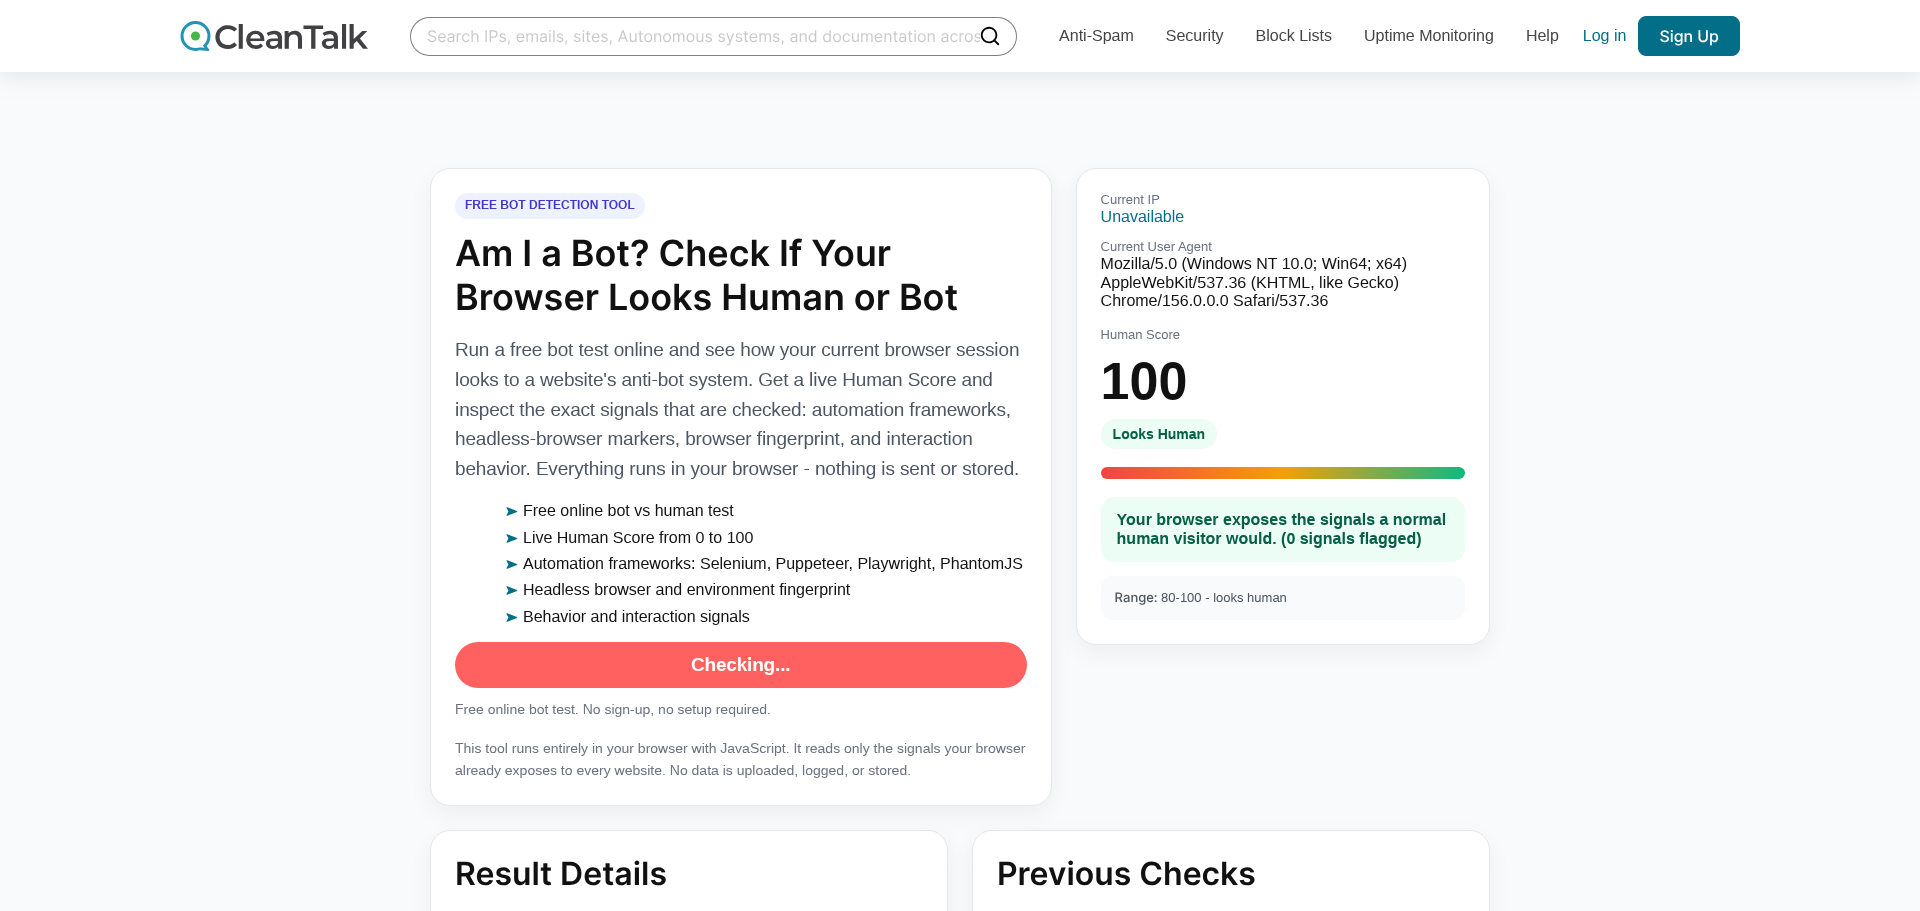 CleanTalk
Search IPs, emails, sites, Autonomous systems, and documentation acros
Anti-Spam
Security
Block Lists
Uptime Monitoring
Help
Log in
Sign Up
FREE BOT DETECTION TOOL
Am I a Bot? Check If Your
Browser Looks Human or Bot
Run a free bot test online and see how your current browser session
looks to a website's anti-bot system. Get a live Human Score and
inspect the exact signals that are checked: automation frameworks,
headless-browser markers, browser fingerprint, and interaction
behavior. Everything runs in your browser - nothing is sent or stored.
Free online bot vs human test
Live Human Score from 0 to 100
Automation frameworks: Selenium, Puppeteer, Playwright, PhantomJS
Headless browser and environment fingerprint
Behavior and interaction signals
Checking...
Free online bot test. No sign-up, no setup required.
This tool runs entirely in your browser with JavaScript. It reads only the signals your browser
already exposes to every website. No data is uploaded, logged, or stored.
Current IP
Unavailable
Current User Agent
Mozilla/5.0 (Windows NT 10.0; Win64; x64)
AppleWebKit/537.36 (KHTML, like Gecko)
Chrome/156.0.0.0 Safari/537.36
Human Score
100
Looks Human
Your browser exposes the signals a normal
human visitor would. (0 signals flagged)
Range: 80-100 - looks human
Result Details
Previous Checks